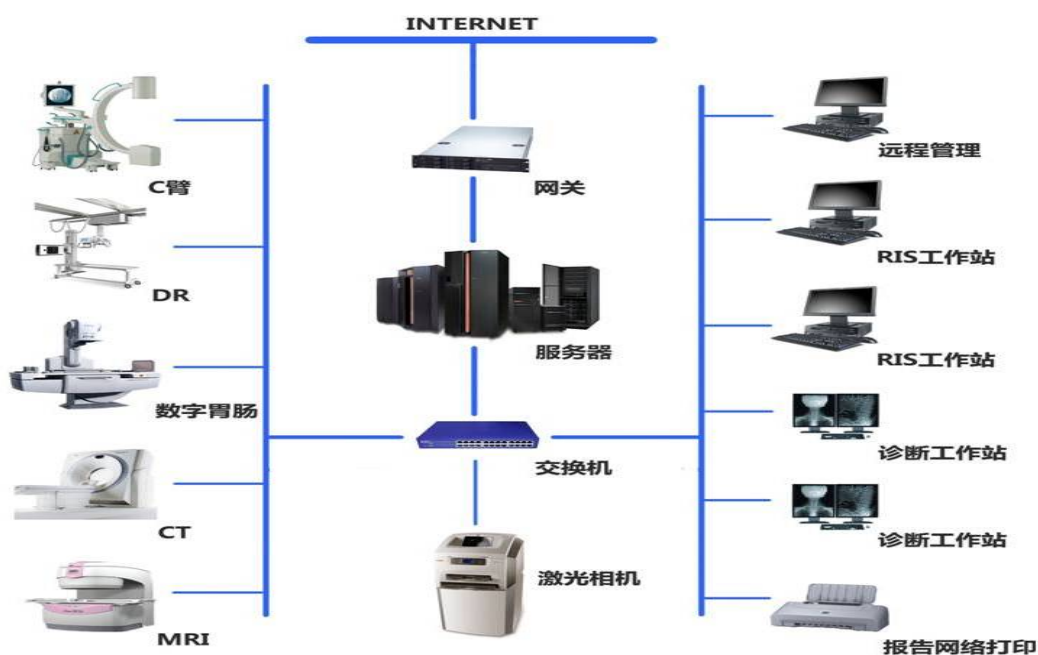 INTERNET
C臂
网关
远程管理
DR
RIS工作站
服务器
RIS工作站
数字胃肠
诊断工作站
交换机
CT
诊断工作站
激光相机
MRI
报告网络打印